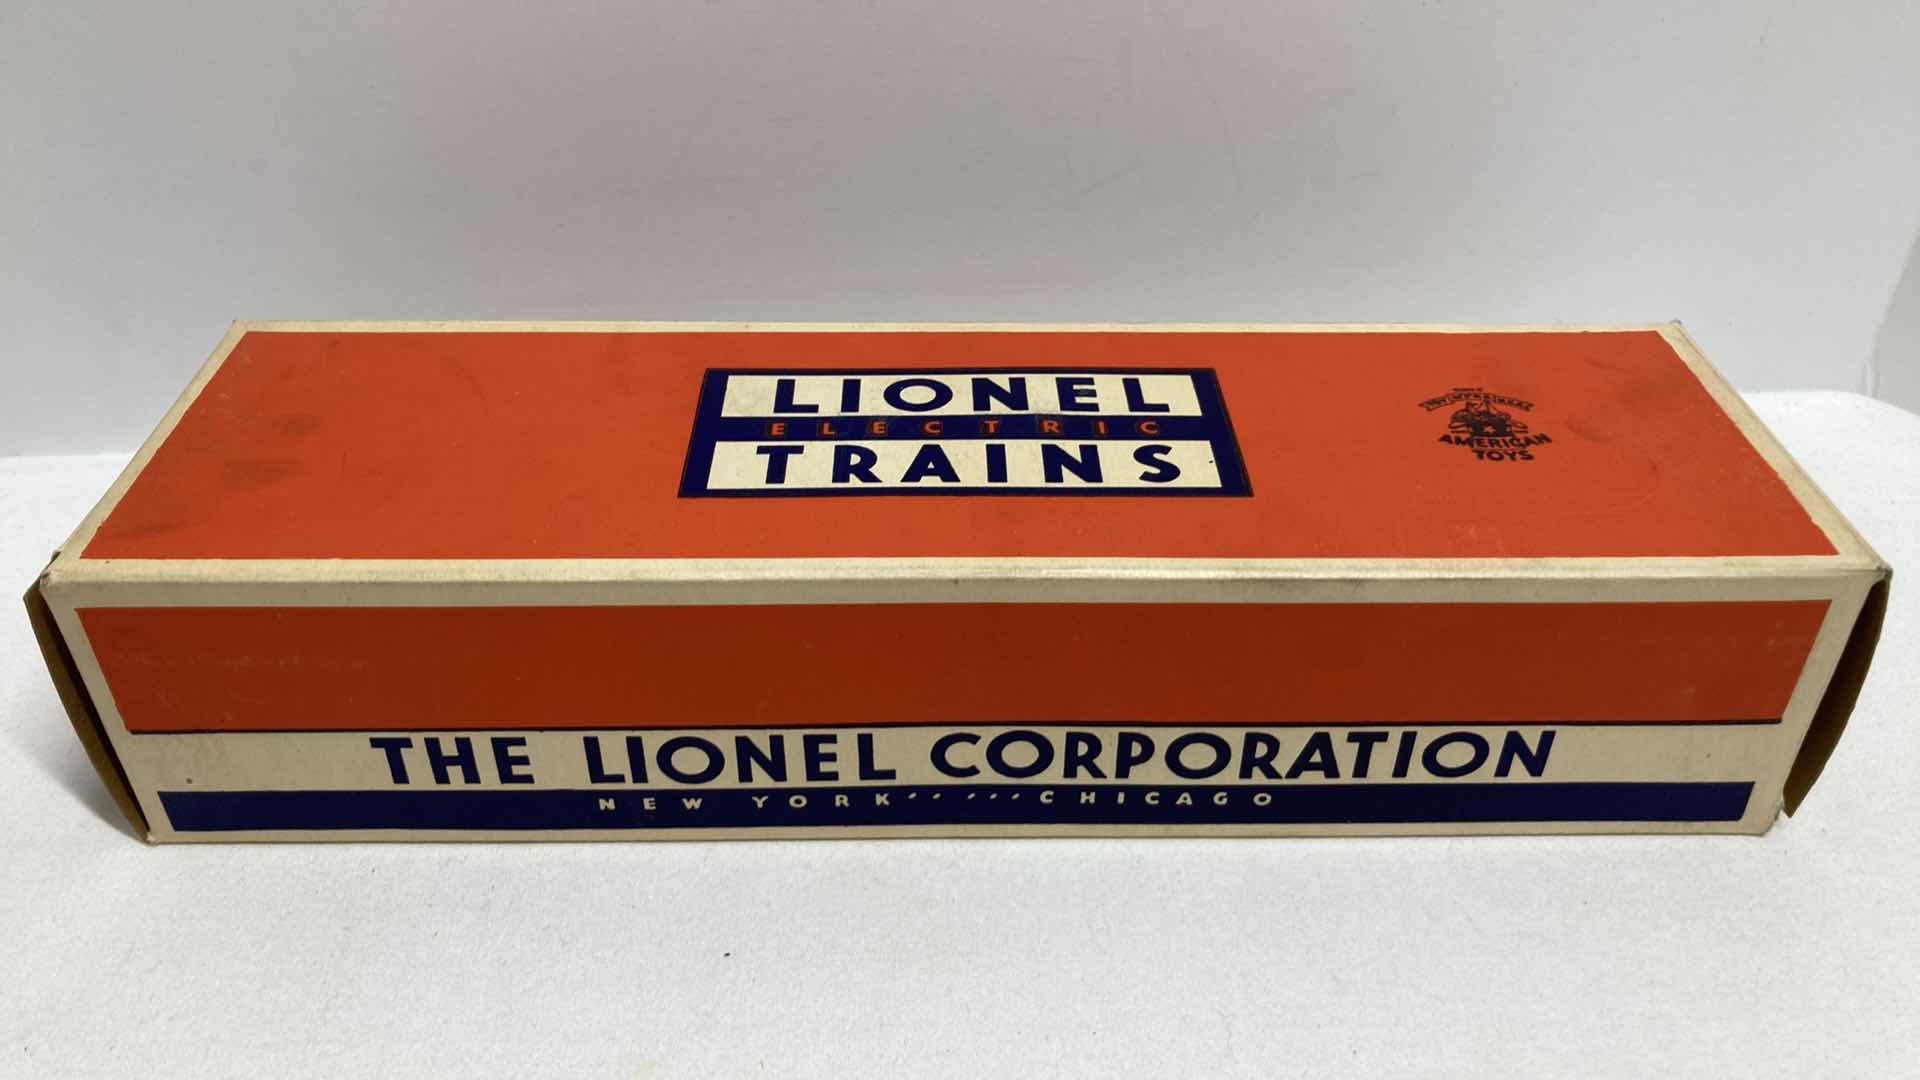 LIONEL
ELECTRIC
TRAINS
AMERICAN
TOYS
THE LIONEL CORPORATION
NEW YORK CHICAGO